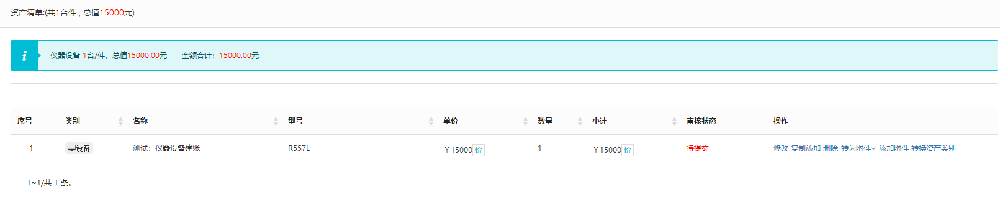 资产清单:(共1台件 , 总值15000元)
i 仪器设备 1台/件，总值15000.00元 金额合计：15000.00元
序号 类别 名称 型号 单价 数量 小计 审核状态 操作
1 设备 测试：仪器设备建账 R557L ￥15000 价 1 ￥15000 价 待提交 修改 复制添加 删除 转为附件 添加附件 转换资产类别
1~1/共 1 条。